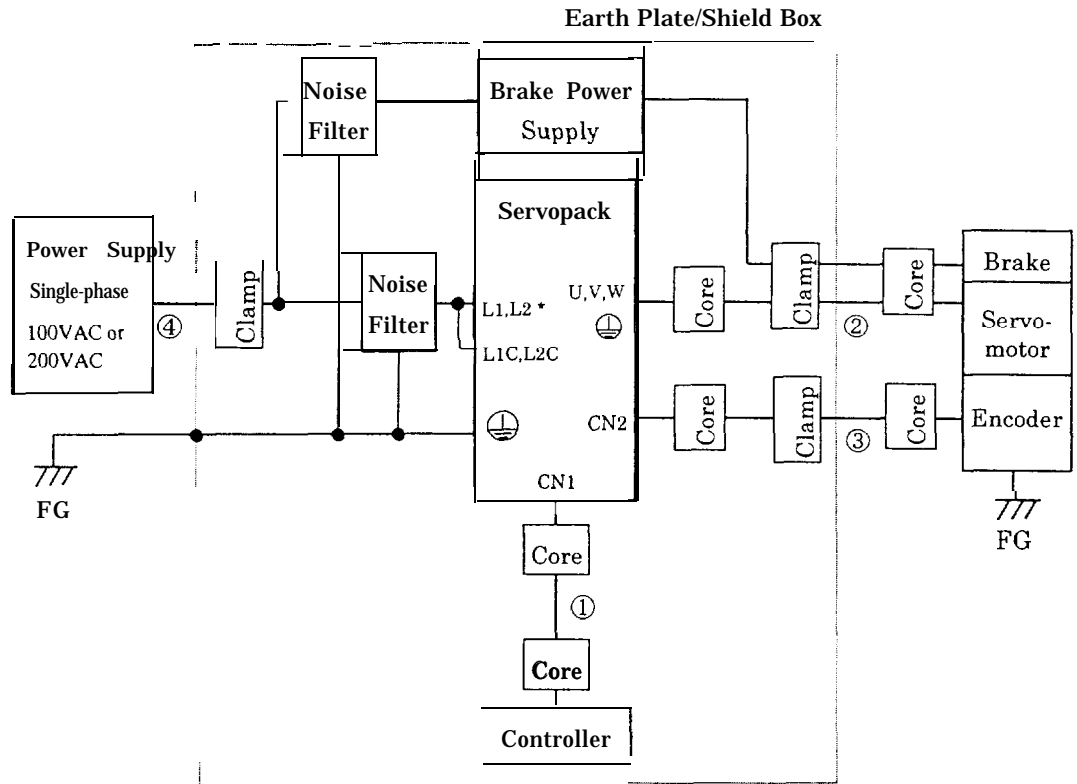 Earth Plate/Shield Box
Noise
Filter
Brake Power
Supply
Servopack
Power Supply
Single-phase
100VAC or
200VAC
④
Clamp
Noise
Filter
L1,L2 *
L1C,L2C
U,V,W
CN2
CN1
Core
Clamp
②
Core
Brake
Servo-
motor
Encoder
Core
Clamp
③
Core
FG
FG
Core
①
Core
Controller